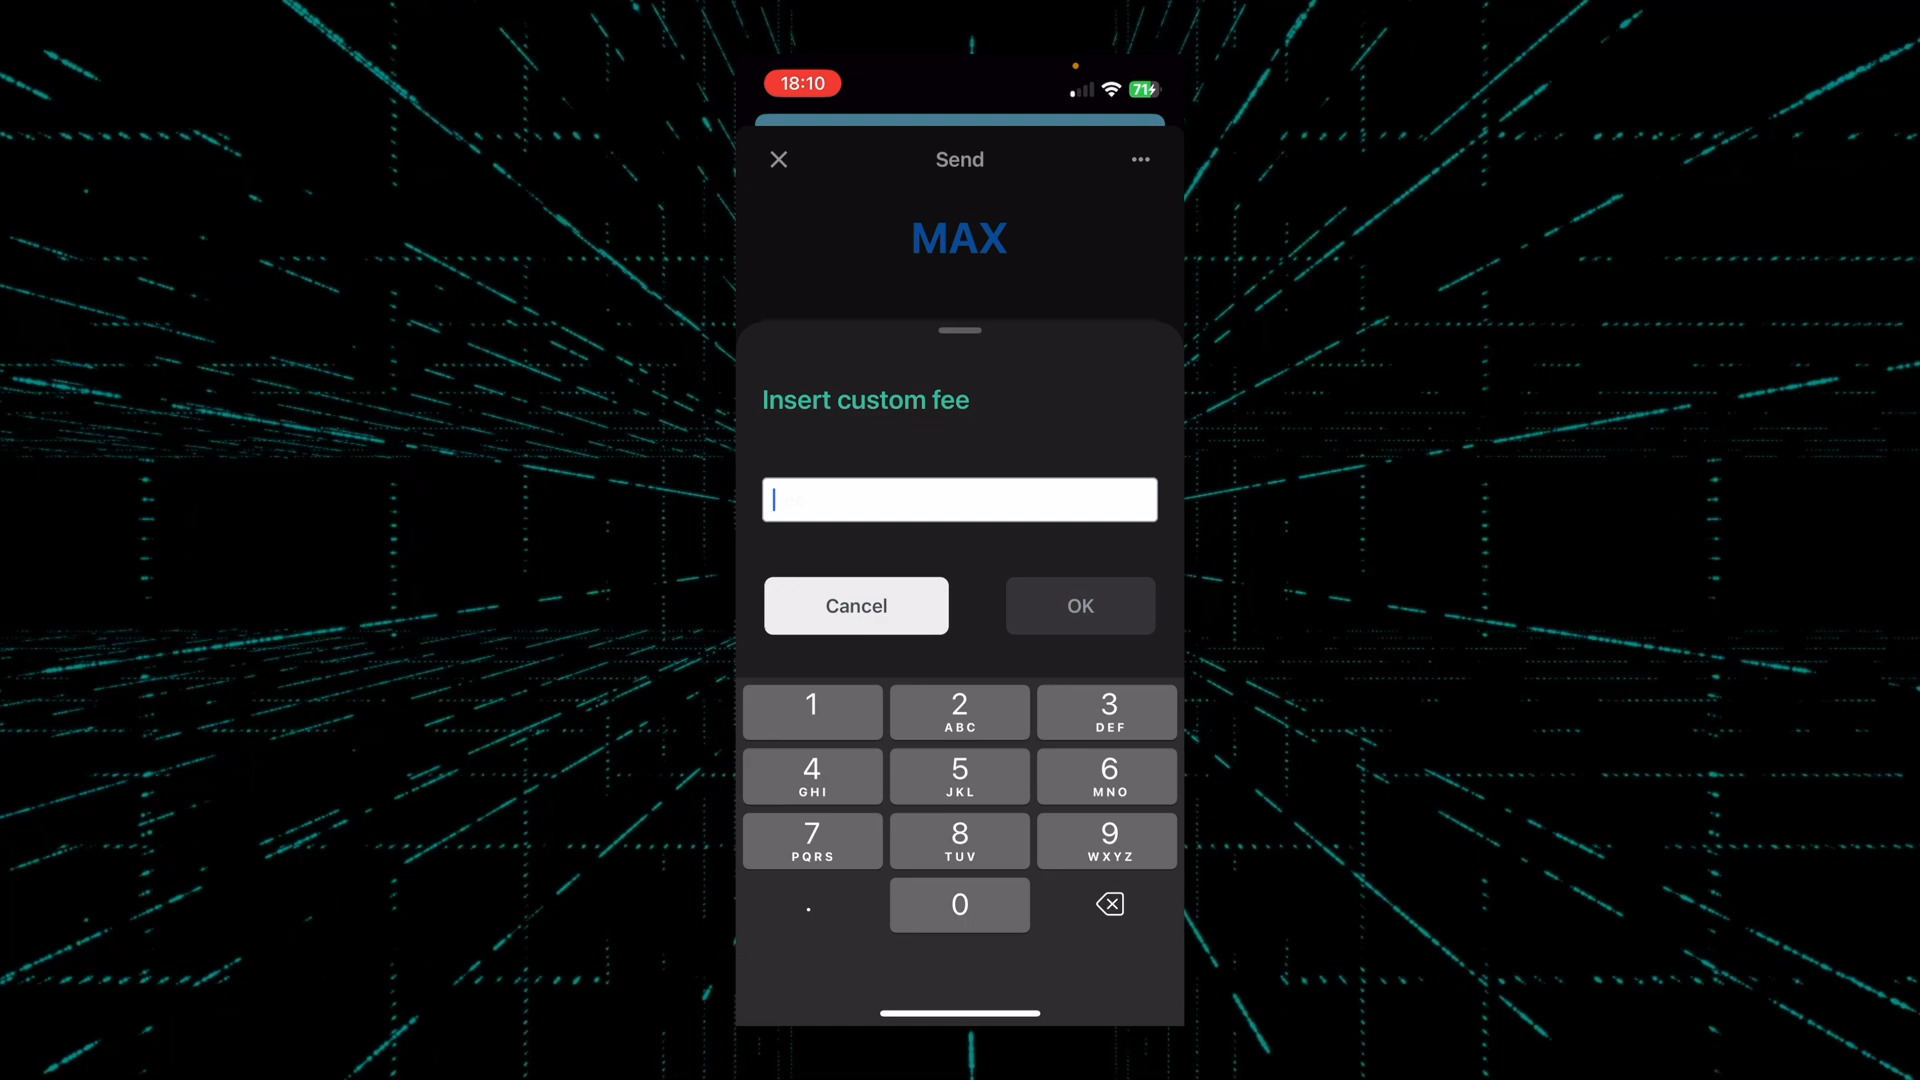 18:10
71
Send
MAX
Insert custom fee
Cancel
OK
1
2
ABC
3
DEF
4
GHI
5
JKL
6
MNO
7
PQRS
8
TUV
9
WXYZ
.
0